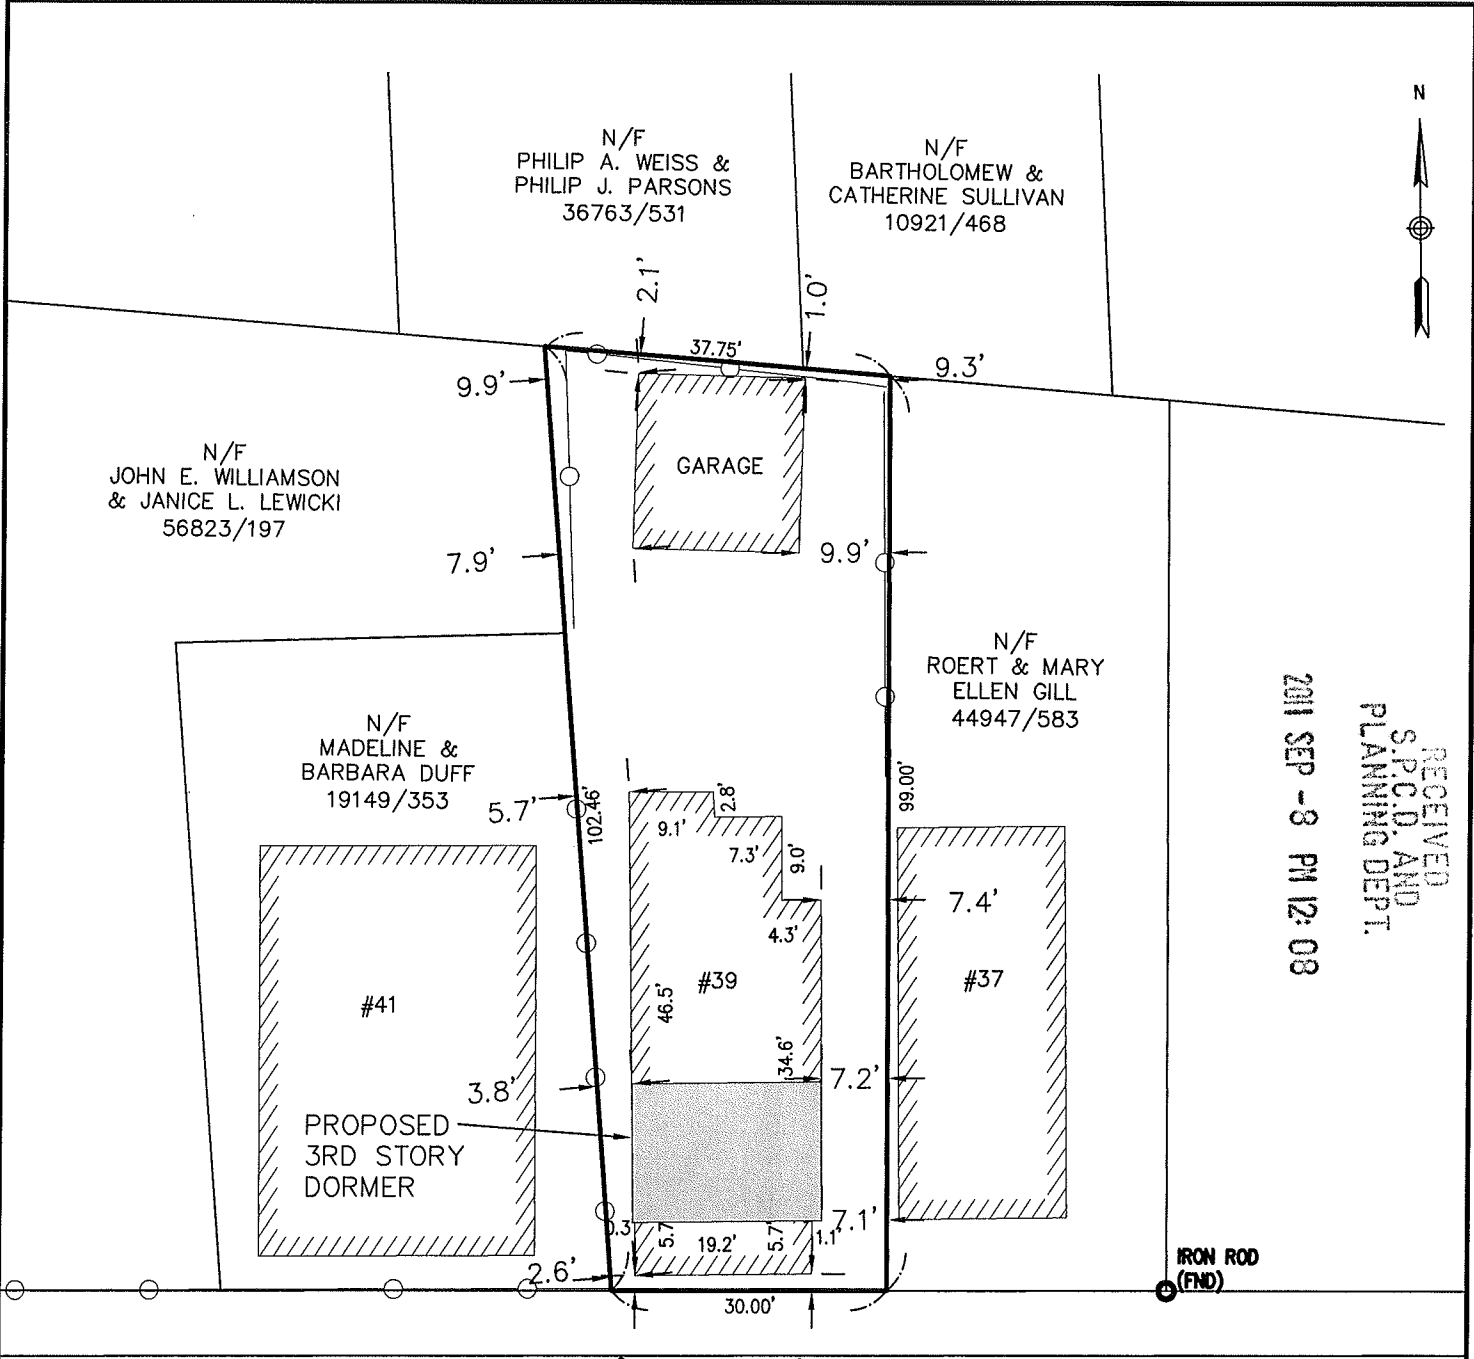 N
N/F
PHILIP A. WEISS &
PHILIP J. PARSONS
36763/531
N/F
BARTHOLOMEW &
CATHERINE SULLIVAN
10921/468
2.1'
1.0'
37.75'
9.9'
9.3'
GARAGE
N/F
JOHN E. WILLIAMSON
& JANICE L. LEWICKI
56823/197
7.9'
9.9'
N/F
ROERT & MARY
ELLEN GILL
44947/583
N/F
MADELINE &
BARBARA DUFF
19149/353
5.7'
102.46'
99.00'
9.1'
2.8'
7.3'
9.0'
4.3'
7.4'
#41
#39
#37
46.5'
34.6'
3.8'
7.2'
PROPOSED
3RD STORY
DORMER
7.1'
0.3
5.7
19.2'
5.7'
1.1'
2.6'
30.00'
IRON ROD
(FND)
RECEIVED
S.P.C.D. AND
PLANNING DEPT.
2011 SEP -8 PM 12:08